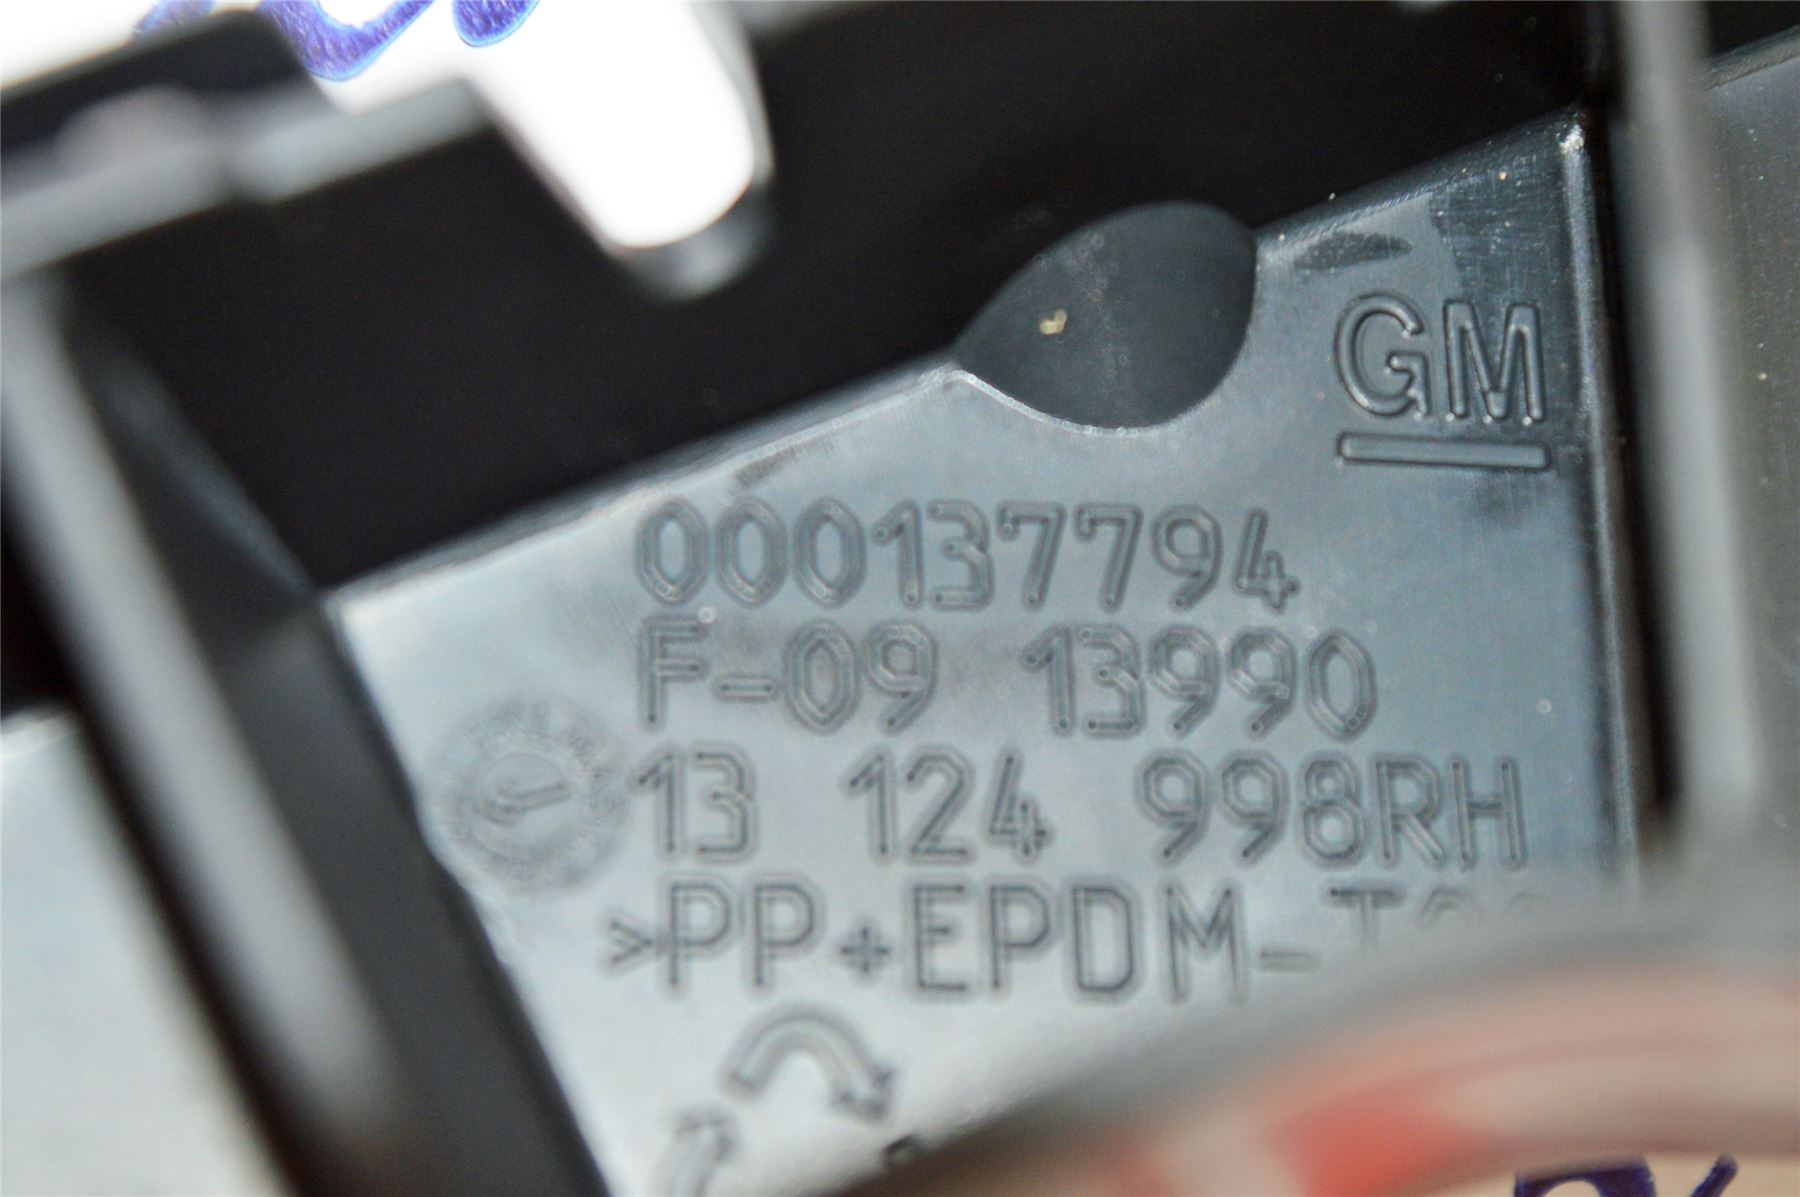 GM
000137794
F-09 13990
13 124 998RH
>PP+EPDM-T